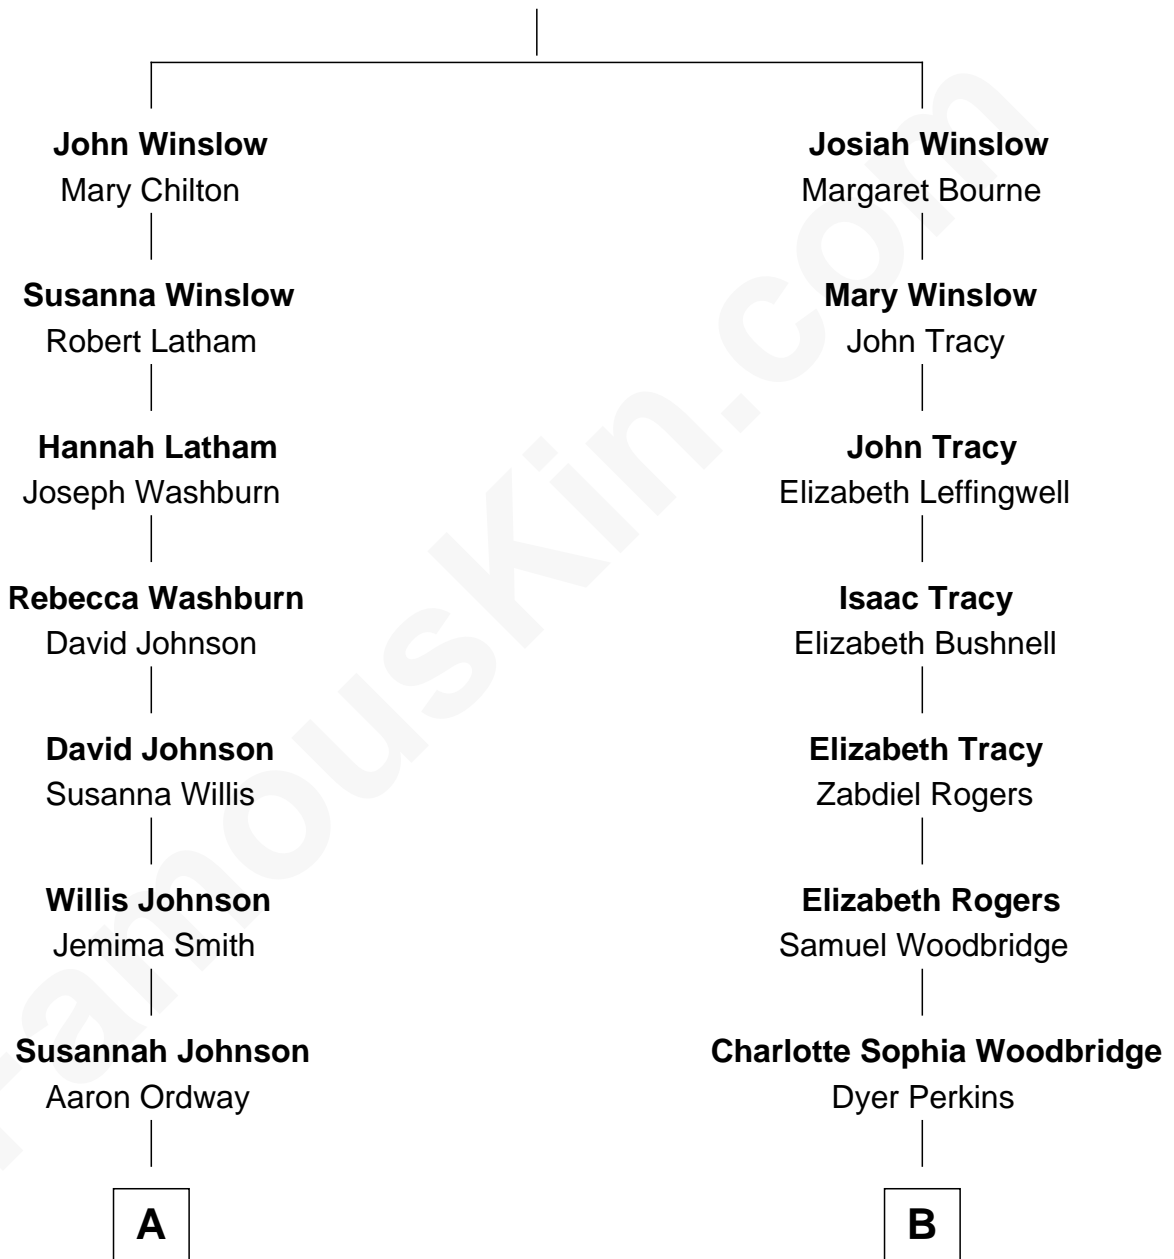 John Winslow
Mary Chilton
Susanna Winslow
Robert Latham
Hannah Latham
Joseph Washburn
Rebecca Washburn
David Johnson
David Johnson
Susanna Willis
Willis Johnson
Jemima Smith
Susannah Johnson
Aaron Ordway
A
Josiah Winslow
Margaret Bourne
Mary Winslow
John Tracy
John Tracy
Elizabeth Leffingwell
Isaac Tracy
Elizabeth Bushnell
Elizabeth Tracy
Zabdiel Rogers
Elizabeth Rogers
Samuel Woodbridge
Charlotte Sophia Woodbridge
Dyer Perkins
B
FamousKin.com